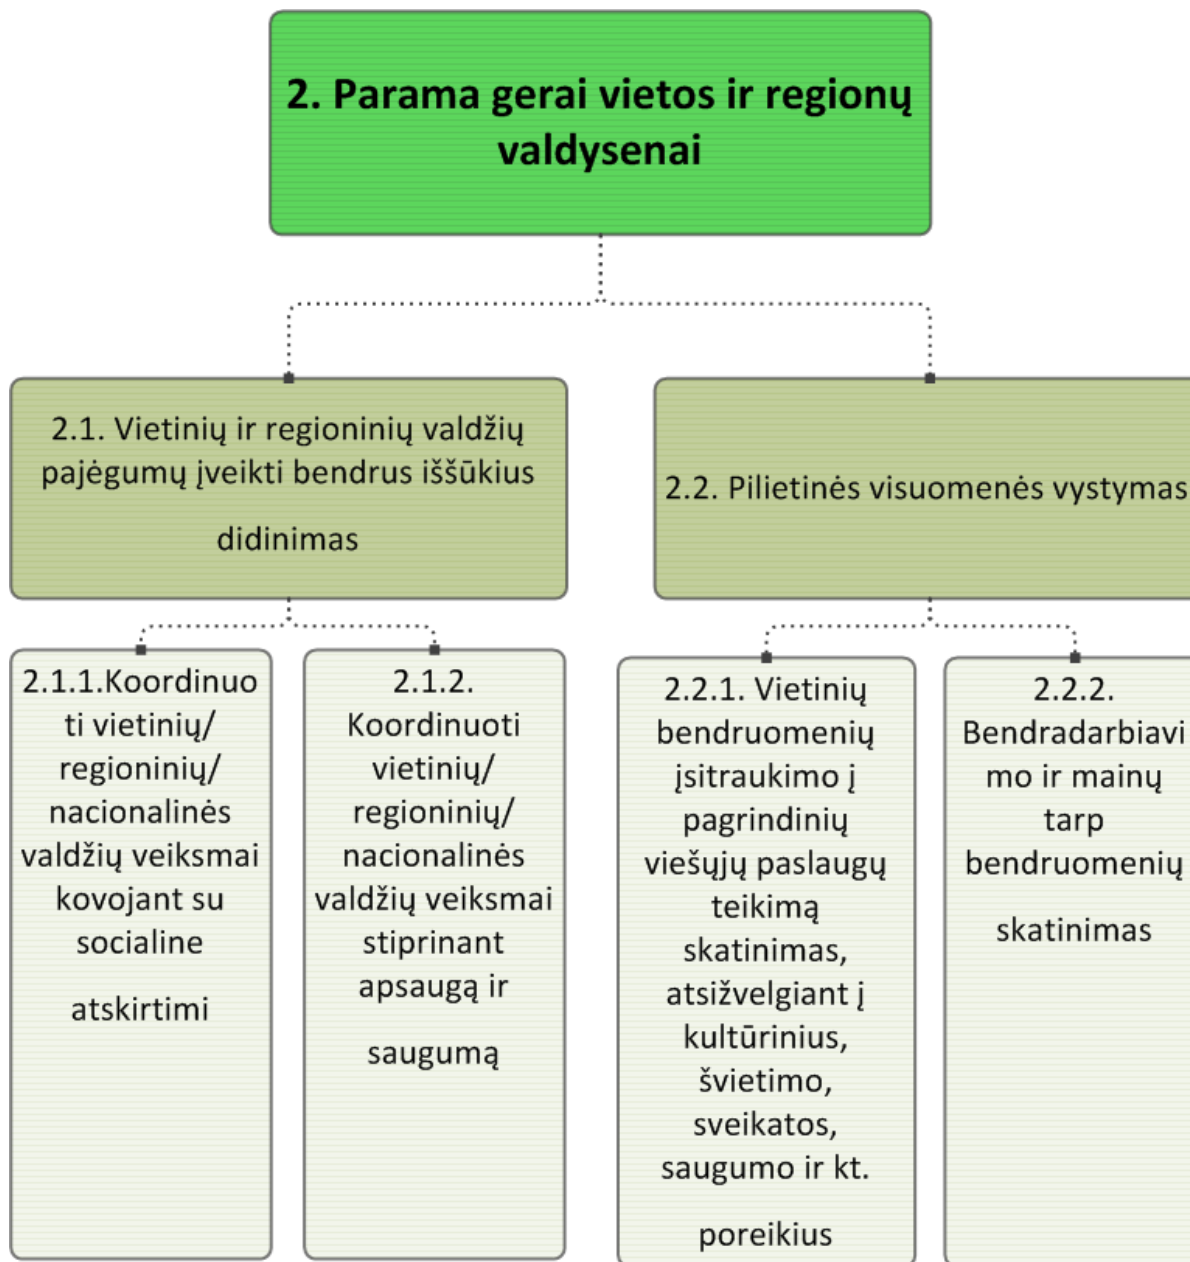 2. Parama gerai vietos ir regionų
valdysenai
2.1. Vietinių ir regioninių valdžių
pajėgumų įveikti bendrus iššūkius
didinimas
2.2. Pilietinės visuomenės vystymas
2.1.1.Koordinuo
ti vietinių/
regioninių/
nacionalinės
valdžių veiksmai
kovojant su
socialine
atskirtimi
2.1.2.
Koordinuoti
vietinių/
regioninių/
nacionalinės
valdžių veiksmai
stiprinant
apsaugą ir
saugumą
2.2.1. Vietinių
bendruomenių
įsitraukimo į
pagrindinių
viešųjų paslaugų
teikimą
skatinimas,
atsižvelgiant į
kultūrinius,
švietimo,
sveikatos,
saugumo ir kt.
poreikius
2.2.2.
Bendradarbiavi
mo ir mainų
tarp
bendruomenių
skatinimas